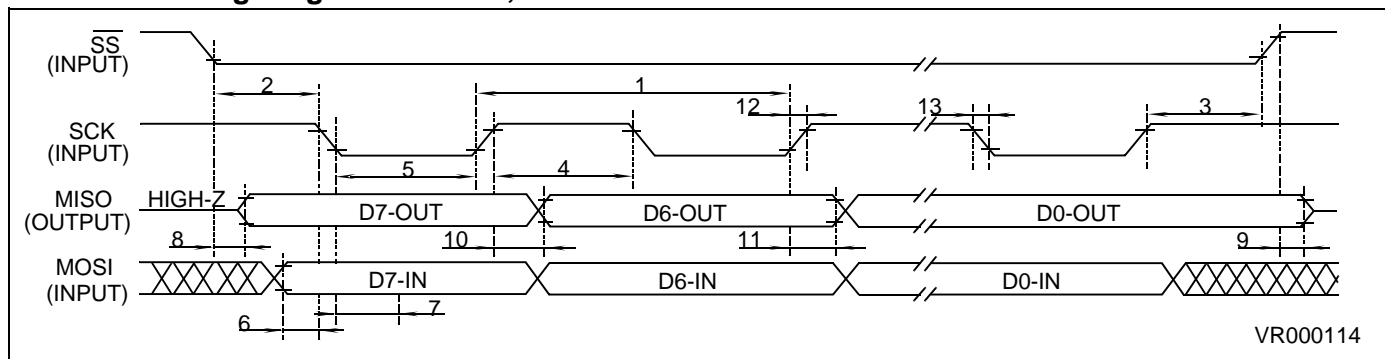 SS
(INPUT)
2
1
12
13
3
SCK
(INPUT)
5
4
MISO
(OUTPUT)
HIGH-Z
D7-OUT
D6-OUT
D0-OUT
8
10
11
9
MOSI
(INPUT)
D7-IN
D6-IN
D0-IN
6
7
VR000114